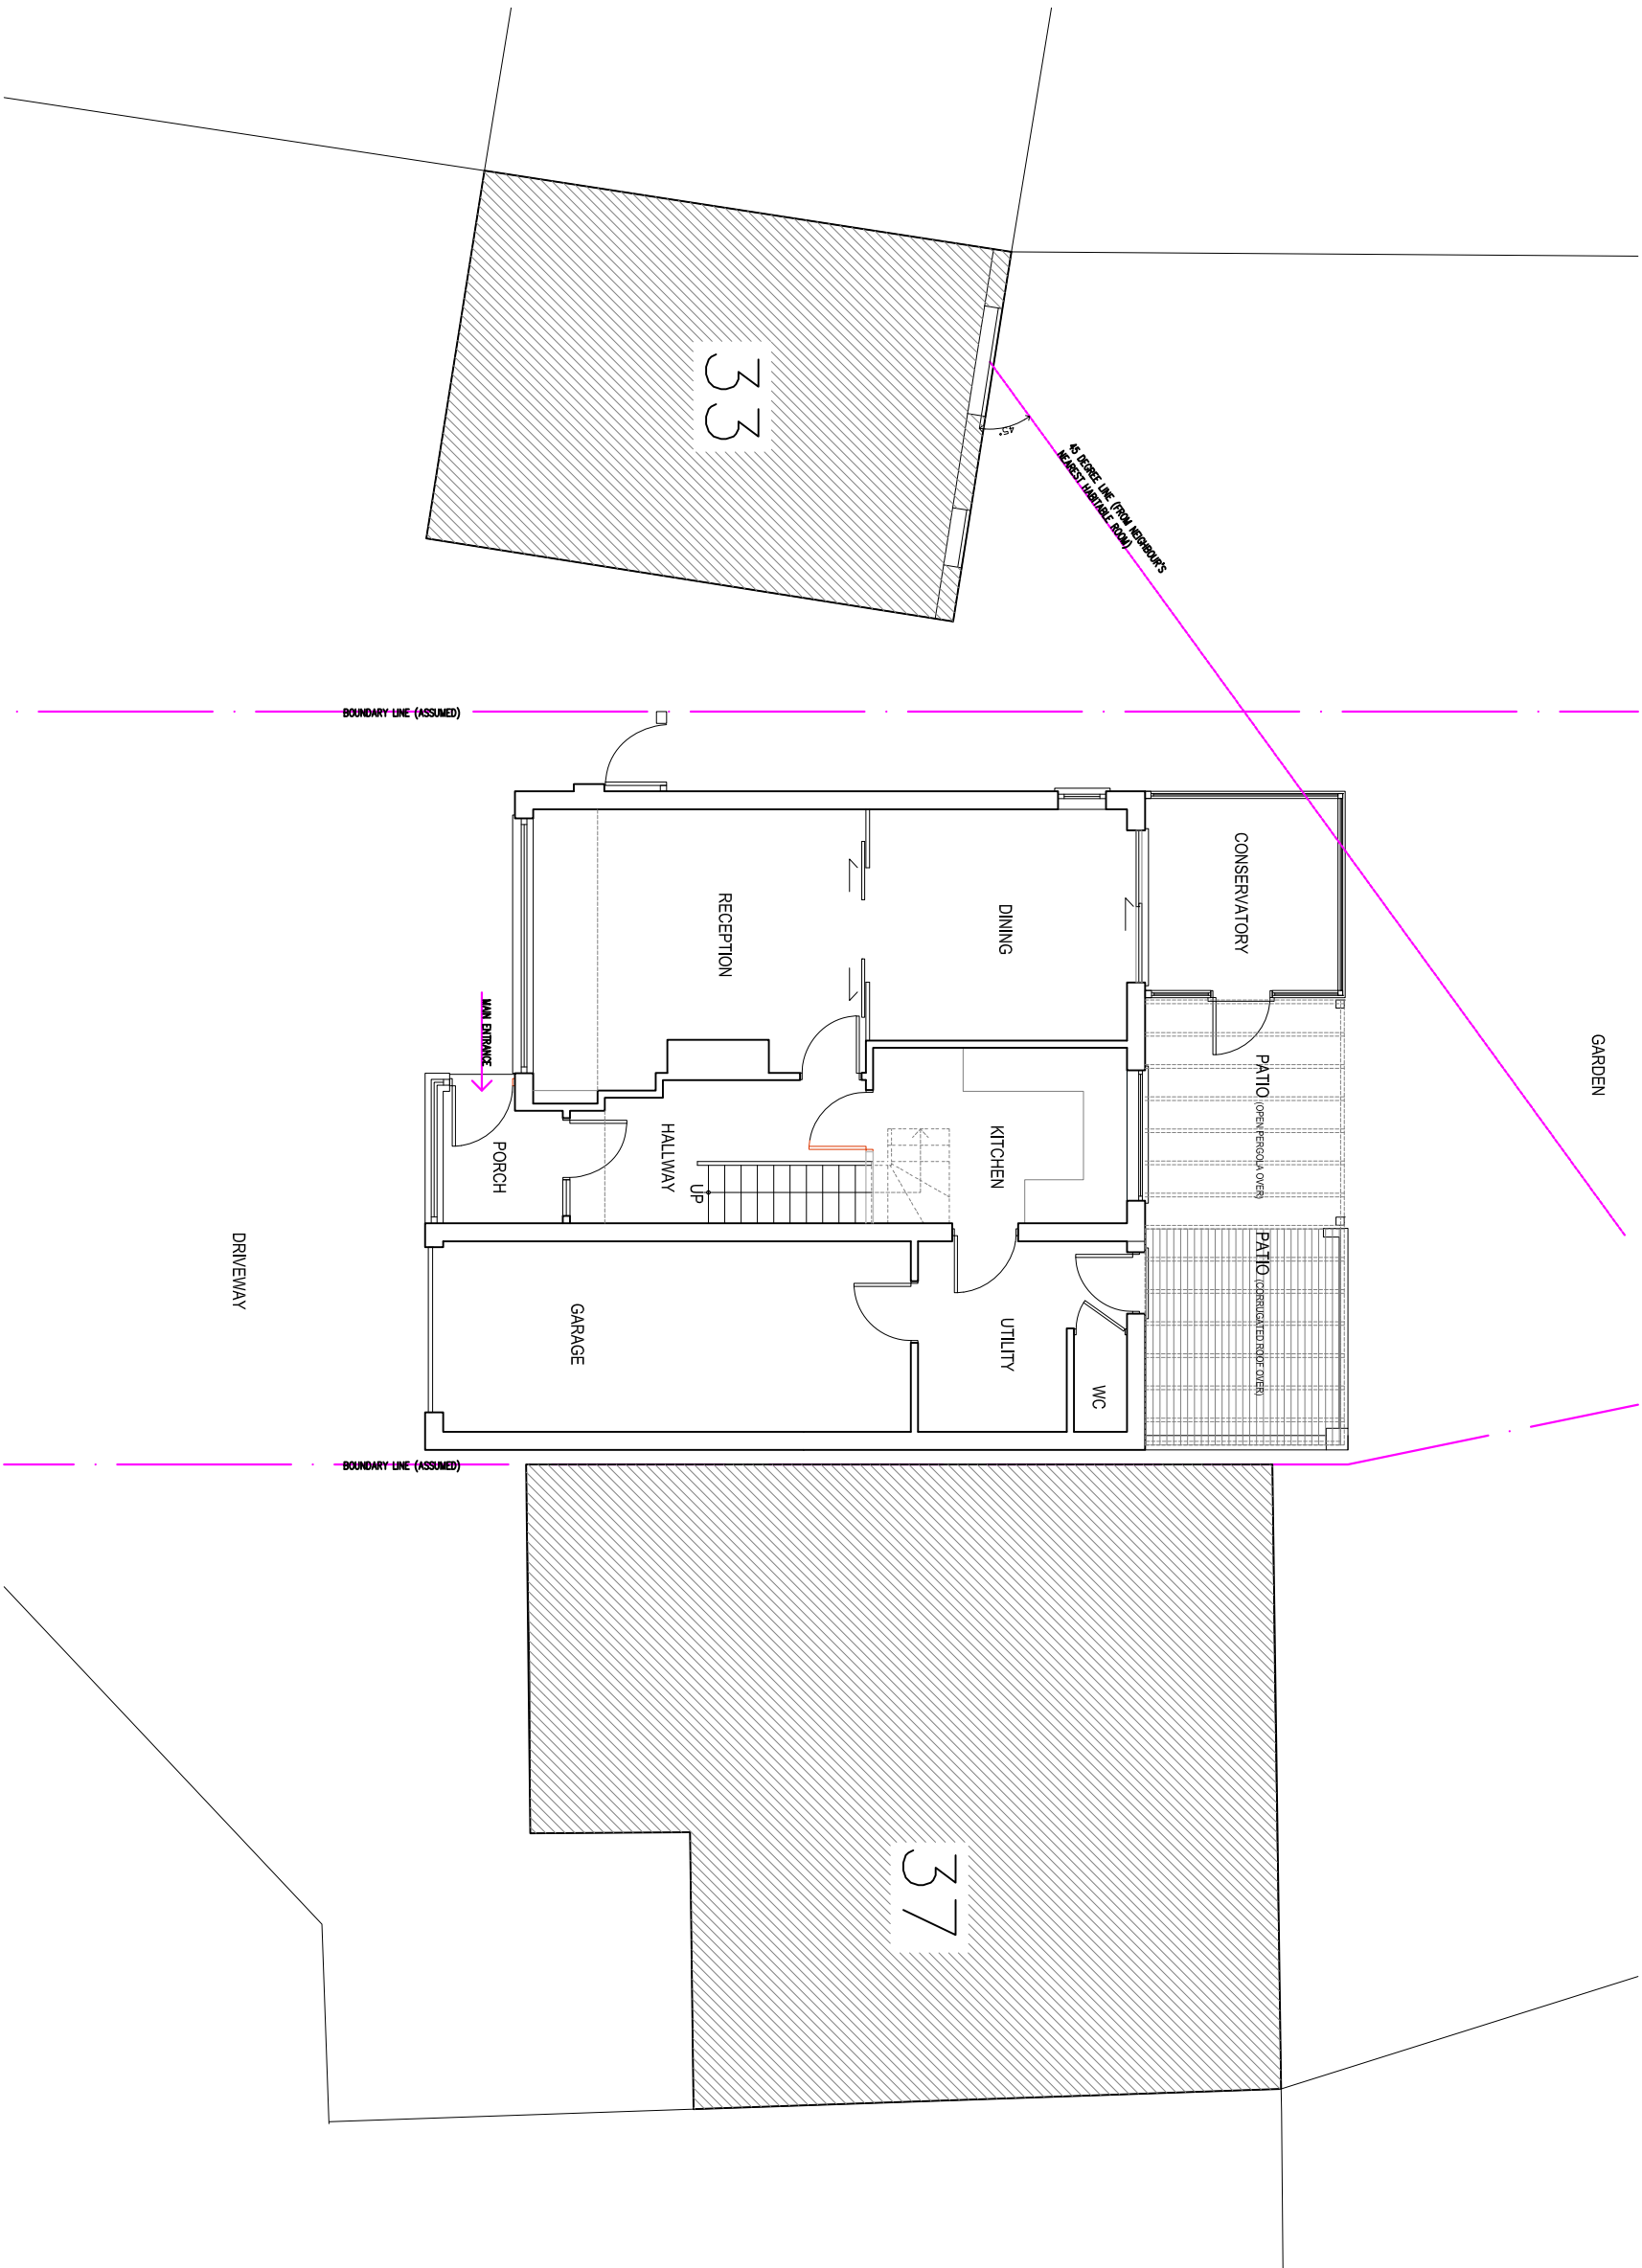 33
45°
45 DEGREE LINE (FROM NEIGHBOUR'S
NEAREST HABITABLE ROOM)
BOUNDARY LINE (ASSUMED)
CONSERVATORY
DINING
RECEPTION
MAIN ENTRANCE
GARDEN
PATIO (OPEN PERGOLA OVER)
KITCHEN
HALLWAY
UP
PORCH
PATIO (CORRUGATED ROOF OVER)
DRIVEWAY
GARAGE
UTILITY
WC
BOUNDARY LINE (ASSUMED)
37